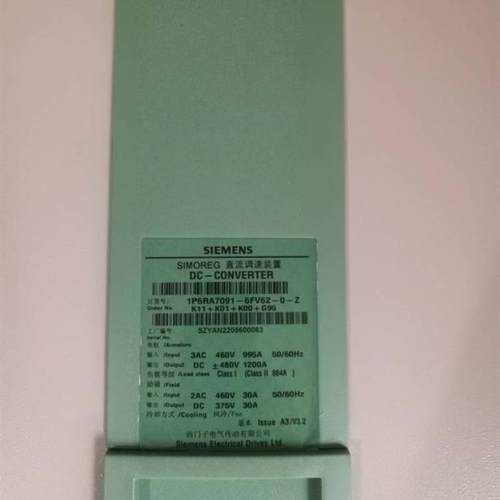 SIEMENS
SIMOREG 直流调速装置
DC-CONVERTER
订货号: 1P6RA7091-6FV62-0-Z
Order No. K11+K01+K00+G95
工厂编号: SZYAN2209600083
Serial No.
电枢 /Armature
输入 /Input 3AC 460V 995A 50/60Hz
输出 /Output DC ±480V 1200A
负载等级 /Load class Class I (Class II 884A )
励磁 /Field
输入 /Input 2AC 460V 30A 50/60Hz
输出 /Output DC 375V 30A
冷却方式 /Cooling 风冷/Fan
版本 Issue A3/V3.2
西门子电气传动有限公司
Siemens Electrical Drives Ltd.